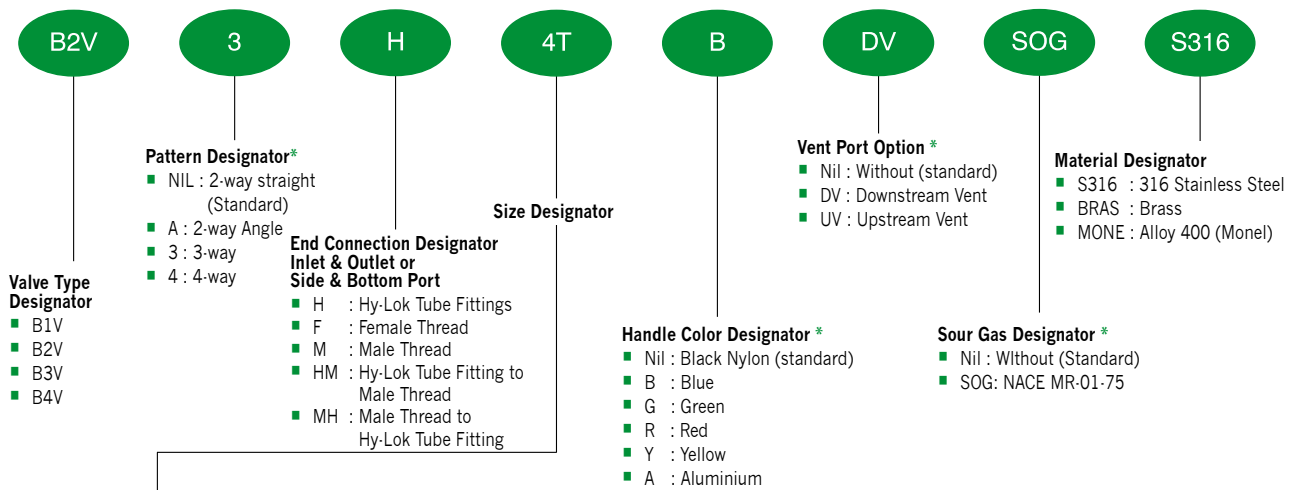 B2V 3 H 4T B DV SOG S316
Valve Type
Designator
■ B1V
■ B2V
■ B3V
■ B4V
Pattern Designator*
■ NIL : 2-way straight
(Standard)
■ A : 2-way Angle
■ 3 : 3-way
■ 4 : 4-way
End Connection Designator
Inlet & Outlet or
Side & Bottom Port
■ H : Hy-Lok Tube Fittings
■ F : Female Thread
■ M : Male Thread
■ HM : Hy-Lok Tube Fitting to
Male Thread
■ MH : Male Thread to
Hy-Lok Tube Fitting
Size Designator
Handle Color Designator *
■ Nil : Black Nylon (standard)
■ B : Blue
■ G : Green
■ R : Red
■ Y : Yellow
■ A : Aluminium
Vent Port Option *
■ Nil : Without (standard)
■ DV : Downstream Vent
■ UV : Upstream Vent
Sour Gas Designator *
■ Nil : WIthout (Standard)
■ SOG: NACE MR-01-75
Material Designator
■ S316 : 316 Stainless Steel
■ BRAS : Brass
■ MONE : Alloy 400 (Monel)